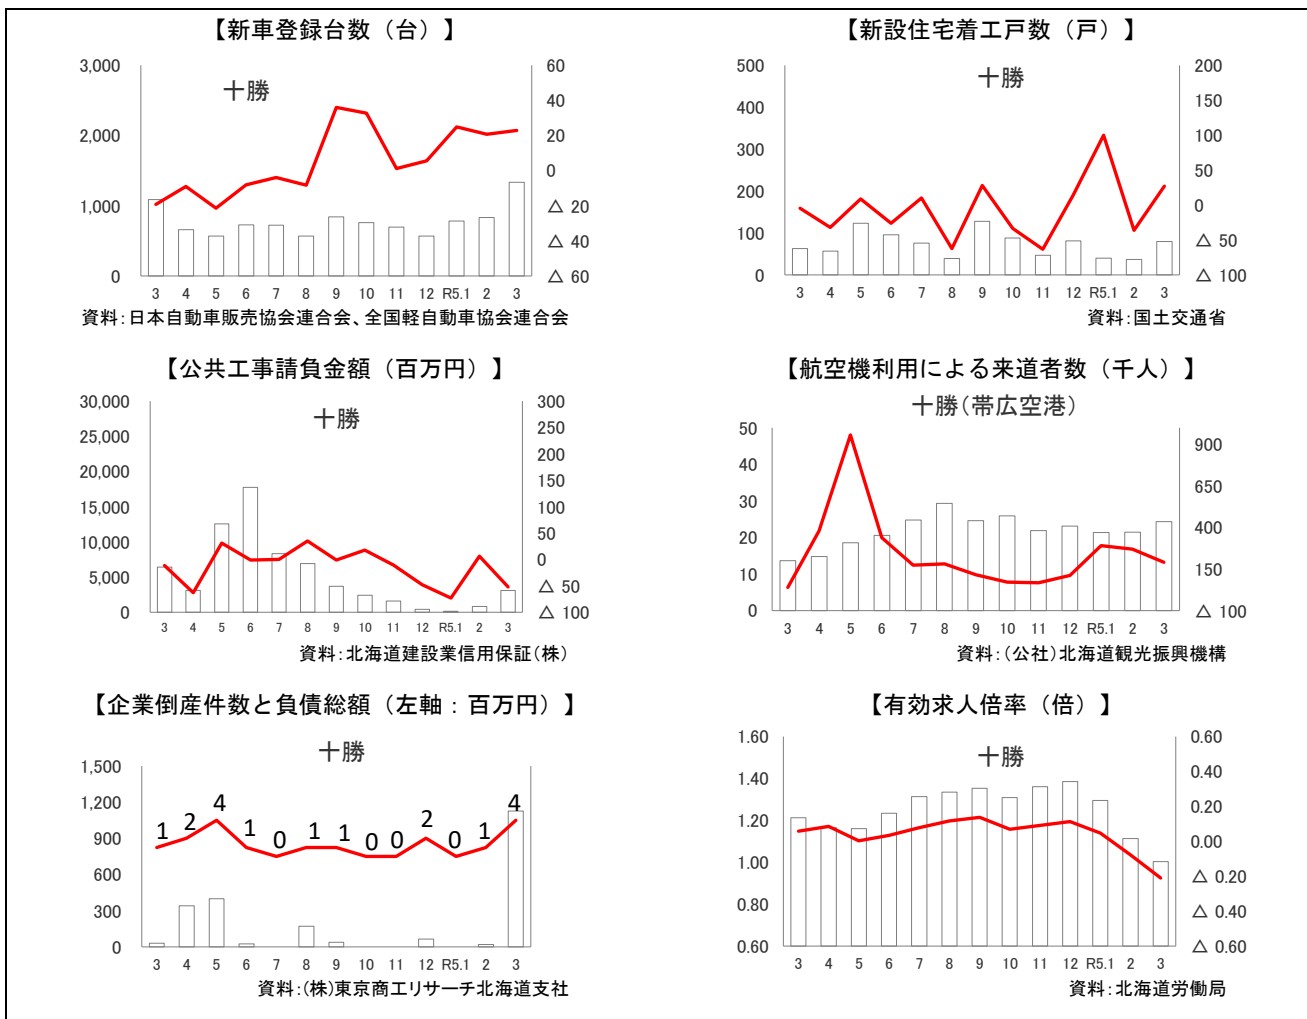 【新車登録台数（台）】
十勝
3,000
2,000
1,000
0
60
40
20
0
△ 20
△ 40
△ 60
3 4 5 6 7 8 9 10 11 12 R5.1 2 3
資料：日本自動車販売協会連合会、全国軽自動車協会連合会
【新設住宅着工戸数（戸）】
十勝
500
400
300
200
100
0
200
150
100
50
0
△ 50
△ 100
3 4 5 6 7 8 9 10 11 12 R5.1 2 3
資料：国土交通省
【公共工事請負金額（百万円）】
十勝
30,000
25,000
20,000
15,000
10,000
5,000
0
300
250
200
150
100
50
0
△ 50
△ 100
3 4 5 6 7 8 9 10 11 12 R5.1 2 3
資料：北海道建設業信用保証（株）
【航空機利用による来道者数（千人）】
十勝（帯広空港）
50
40
30
20
10
0
900
650
400
150
△ 100
3 4 5 6 7 8 9 10 11 12 R5.1 2 3
資料：（公社）北海道観光振興機構
【企業倒産件数と負債総額（左軸：百万円）】
十勝
1,500
1,200
900
600
300
0
1 2 4 1 0 1 1 0 0 2 0 1 4
3 4 5 6 7 8 9 10 11 12 R5.1 2 3
資料：（株）東京商工リサーチ北海道支社
【有効求人倍率（倍）】
十勝
1.60
1.40
1.20
1.00
0.80
0.60
0.60
0.40
0.20
0.00
△ 0.20
△ 0.40
△ 0.60
3 4 5 6 7 8 9 10 11 12 R5.1 2 3
資料：北海道労働局